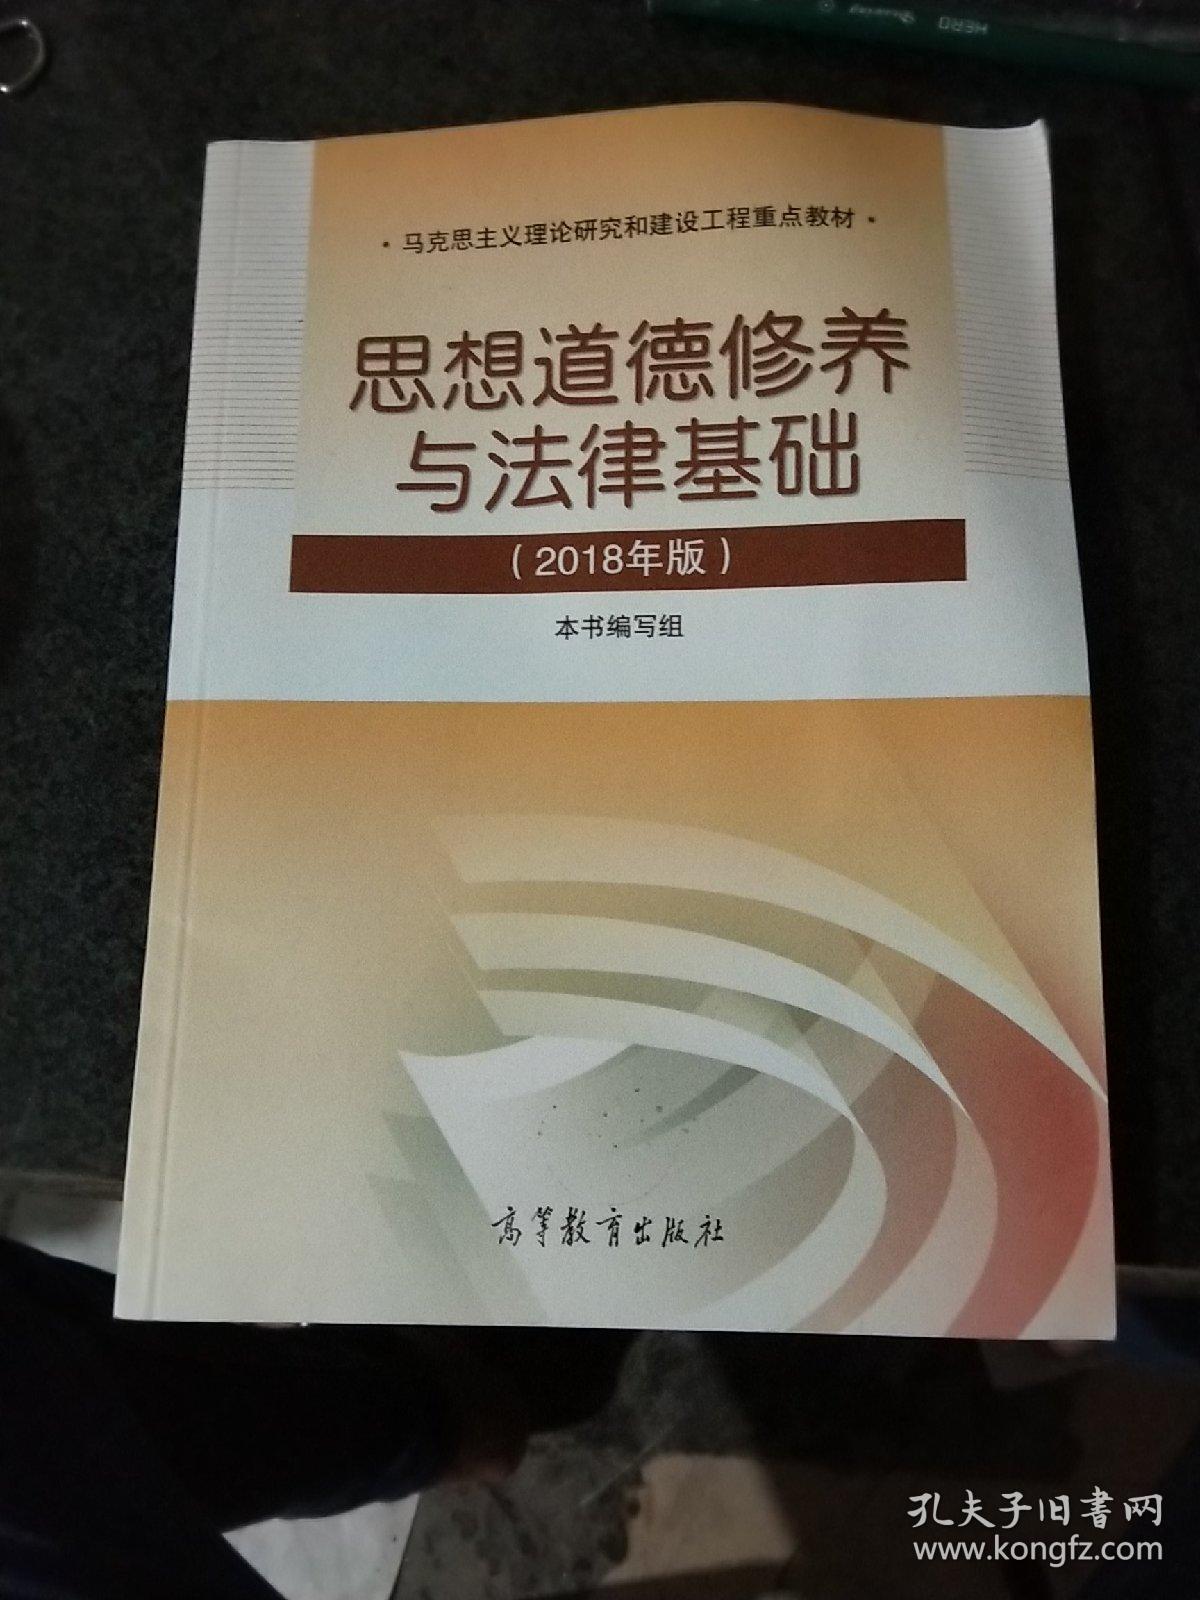 HERO
· 马克思主义理论研究和建设工程重点教材 ·
思想道德修养
与法律基础
（2018年版）
本书编写组
高等教育出版社
孔夫子旧書网
www.kongfz.com